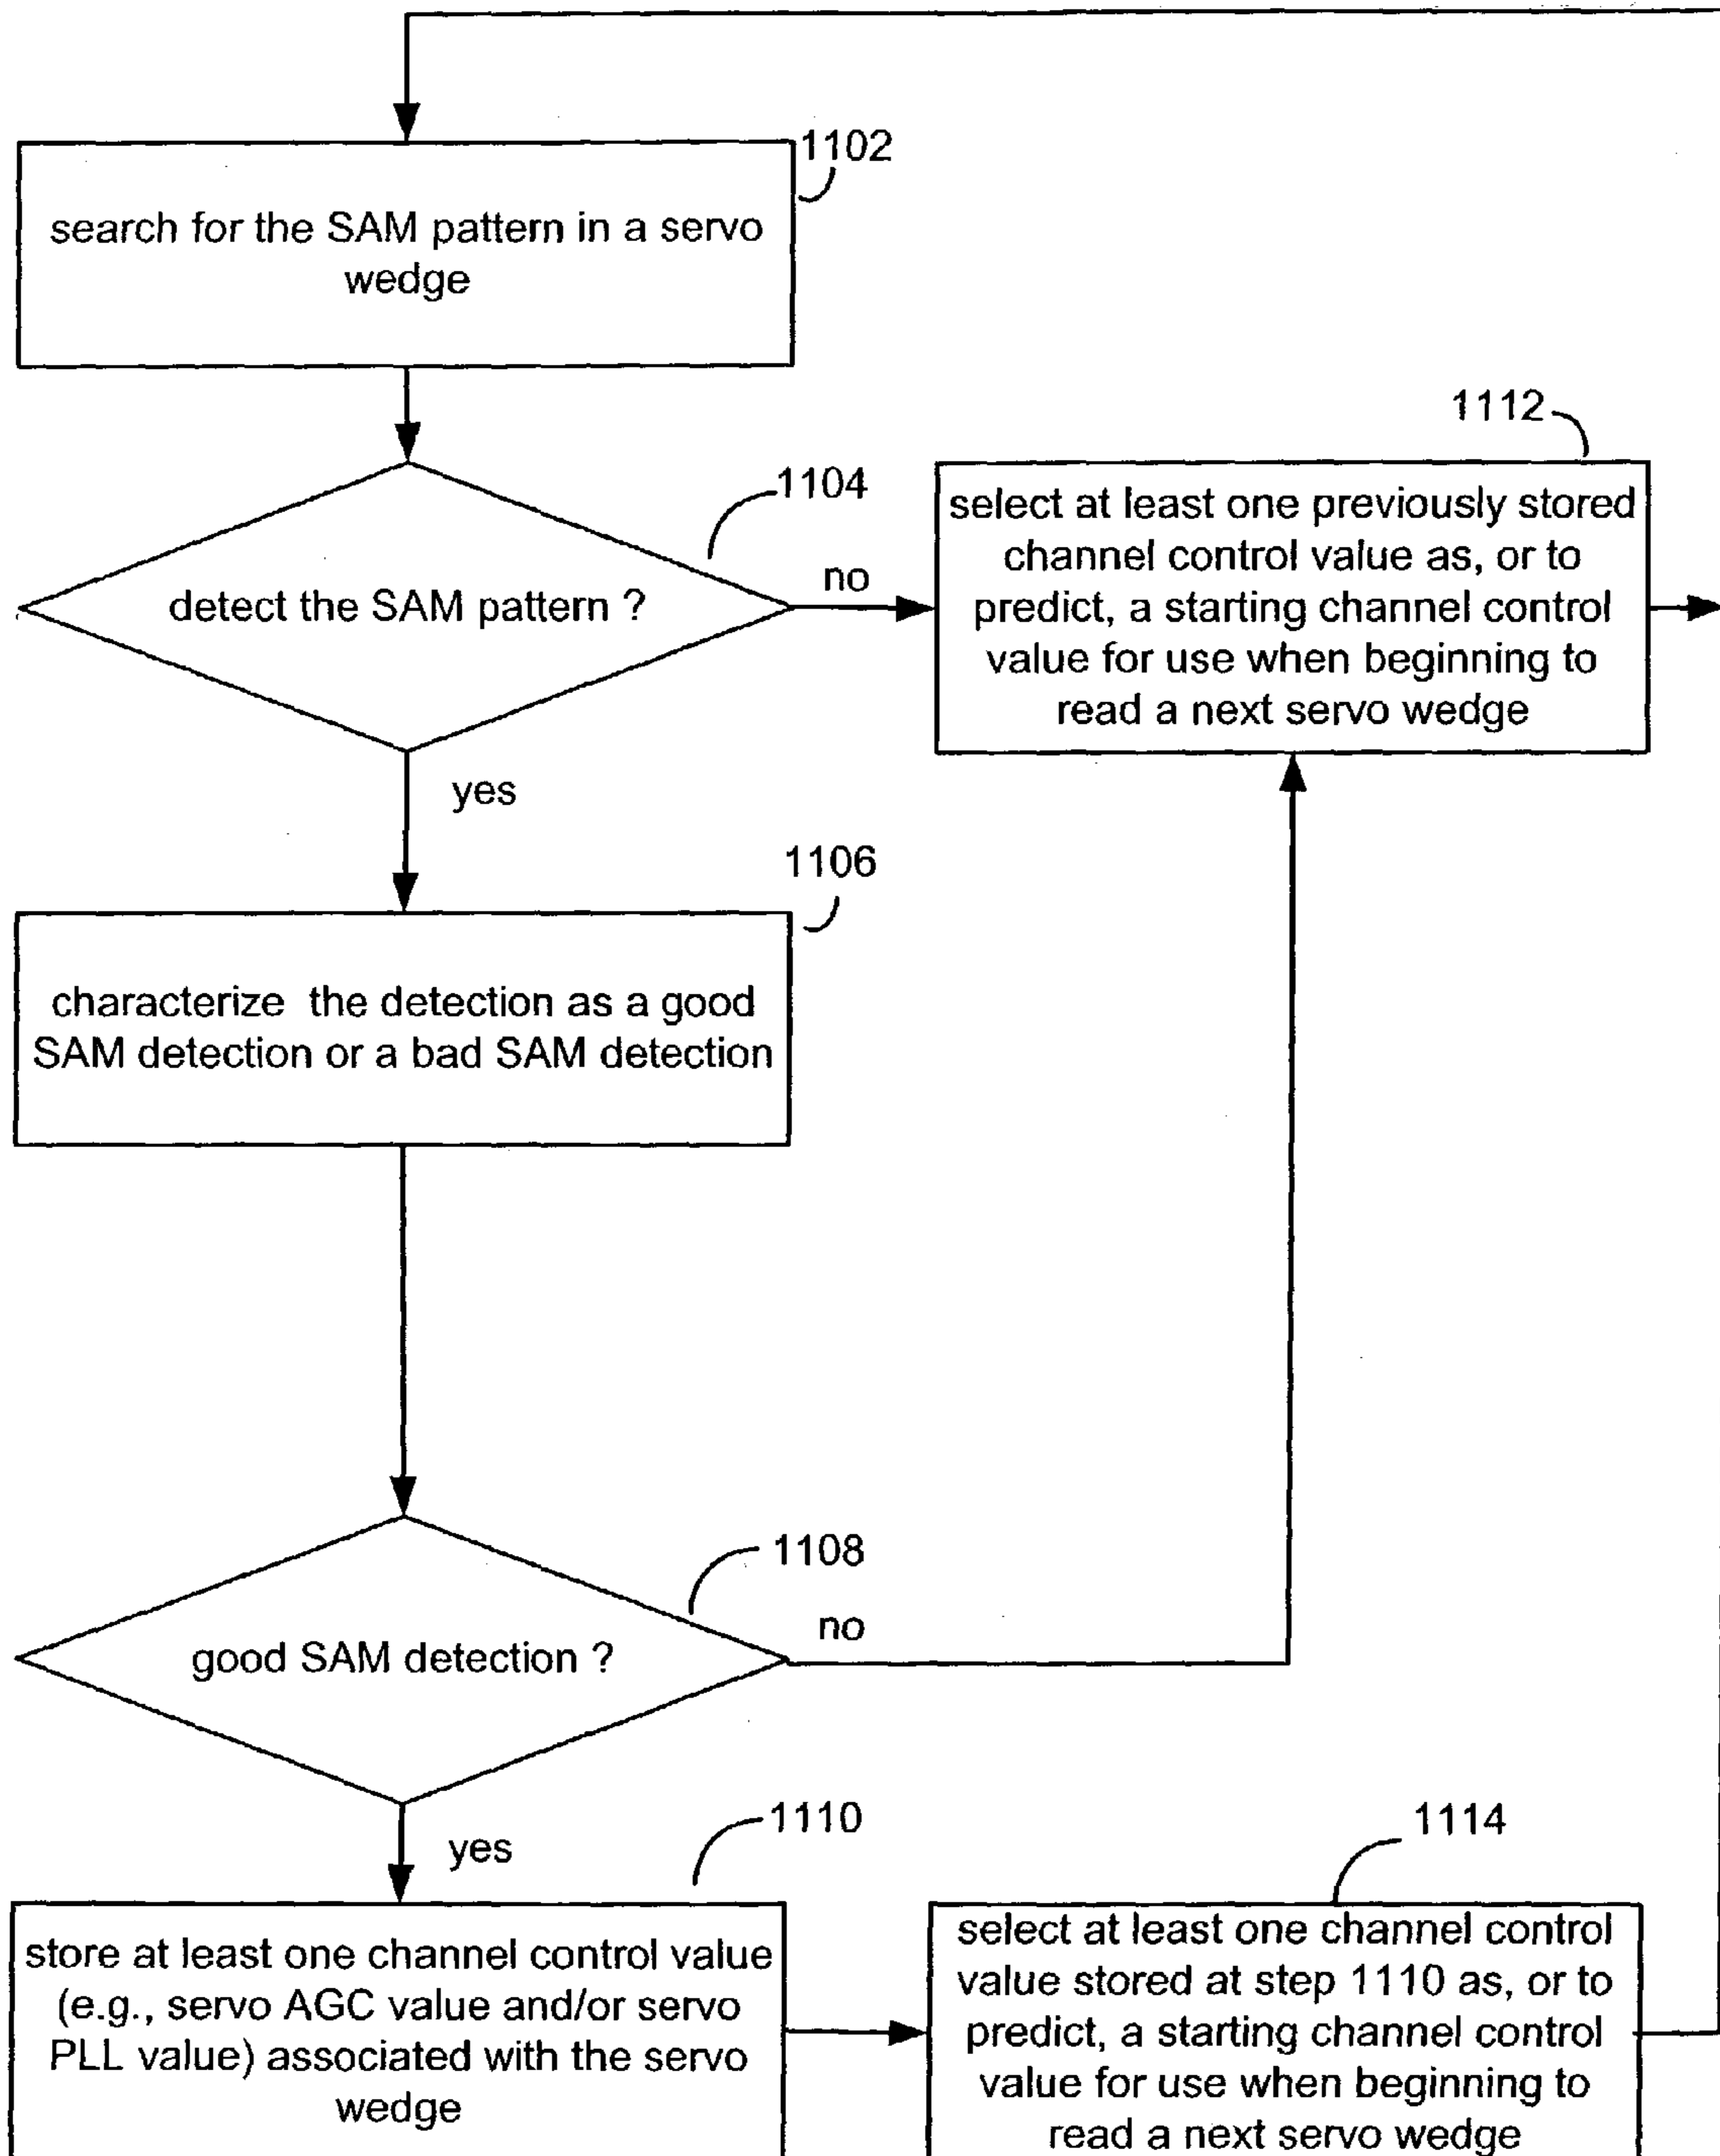 1102
search for the SAM pattern in a servo
wedge
1104
detect the SAM pattern ?
no
yes
1112
select at least one previously stored
channel control value as, or to
predict, a starting channel control
value for use when beginning to
read a next servo wedge
1106
characterize the detection as a good
SAM detection or a bad SAM detection
1108
good SAM detection ?
no
yes
1110
store at least one channel control value
(e.g., servo AGC value and/or servo
PLL value) associated with the servo
wedge
1114
select at least one channel control
value stored at step 1110 as, or to
predict, a starting channel control
value for use when beginning to
read a next servo wedge